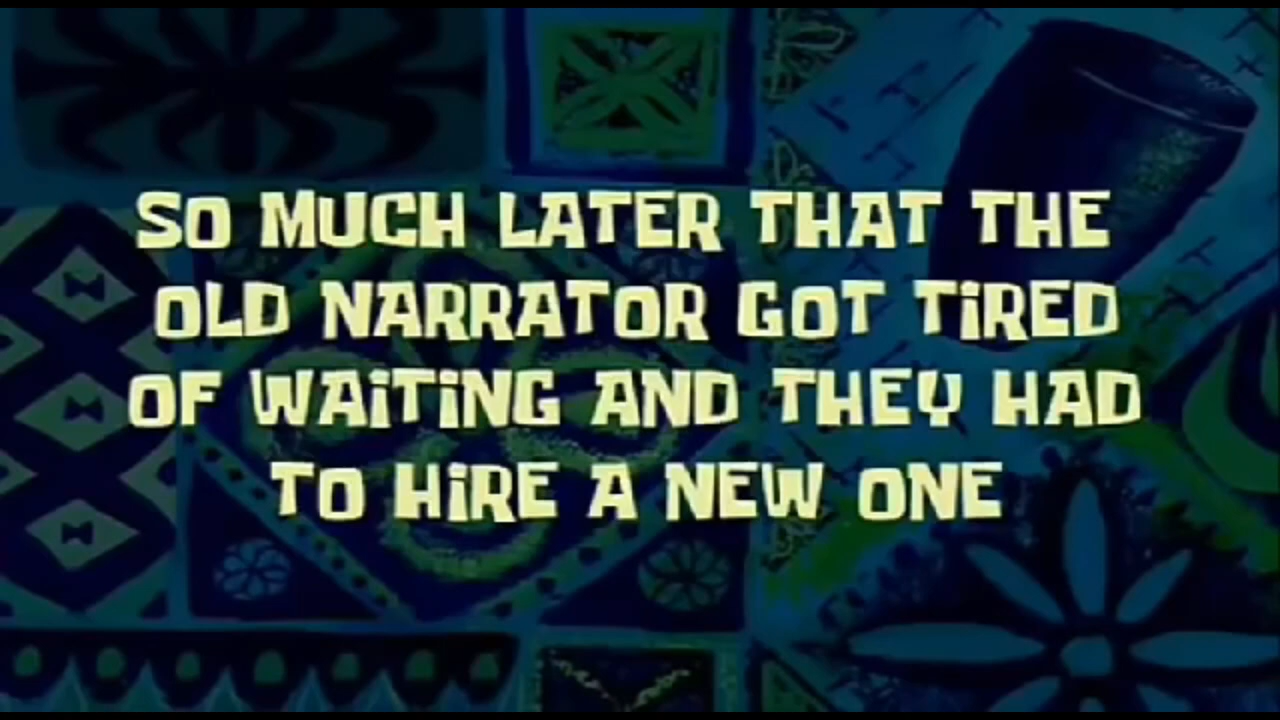 SO MUCH LATER THAT THE
OLD NARRATOR GOT TiRED
OF WAiTiNG AND THEY HAD
TO HiRE A NEW ONE